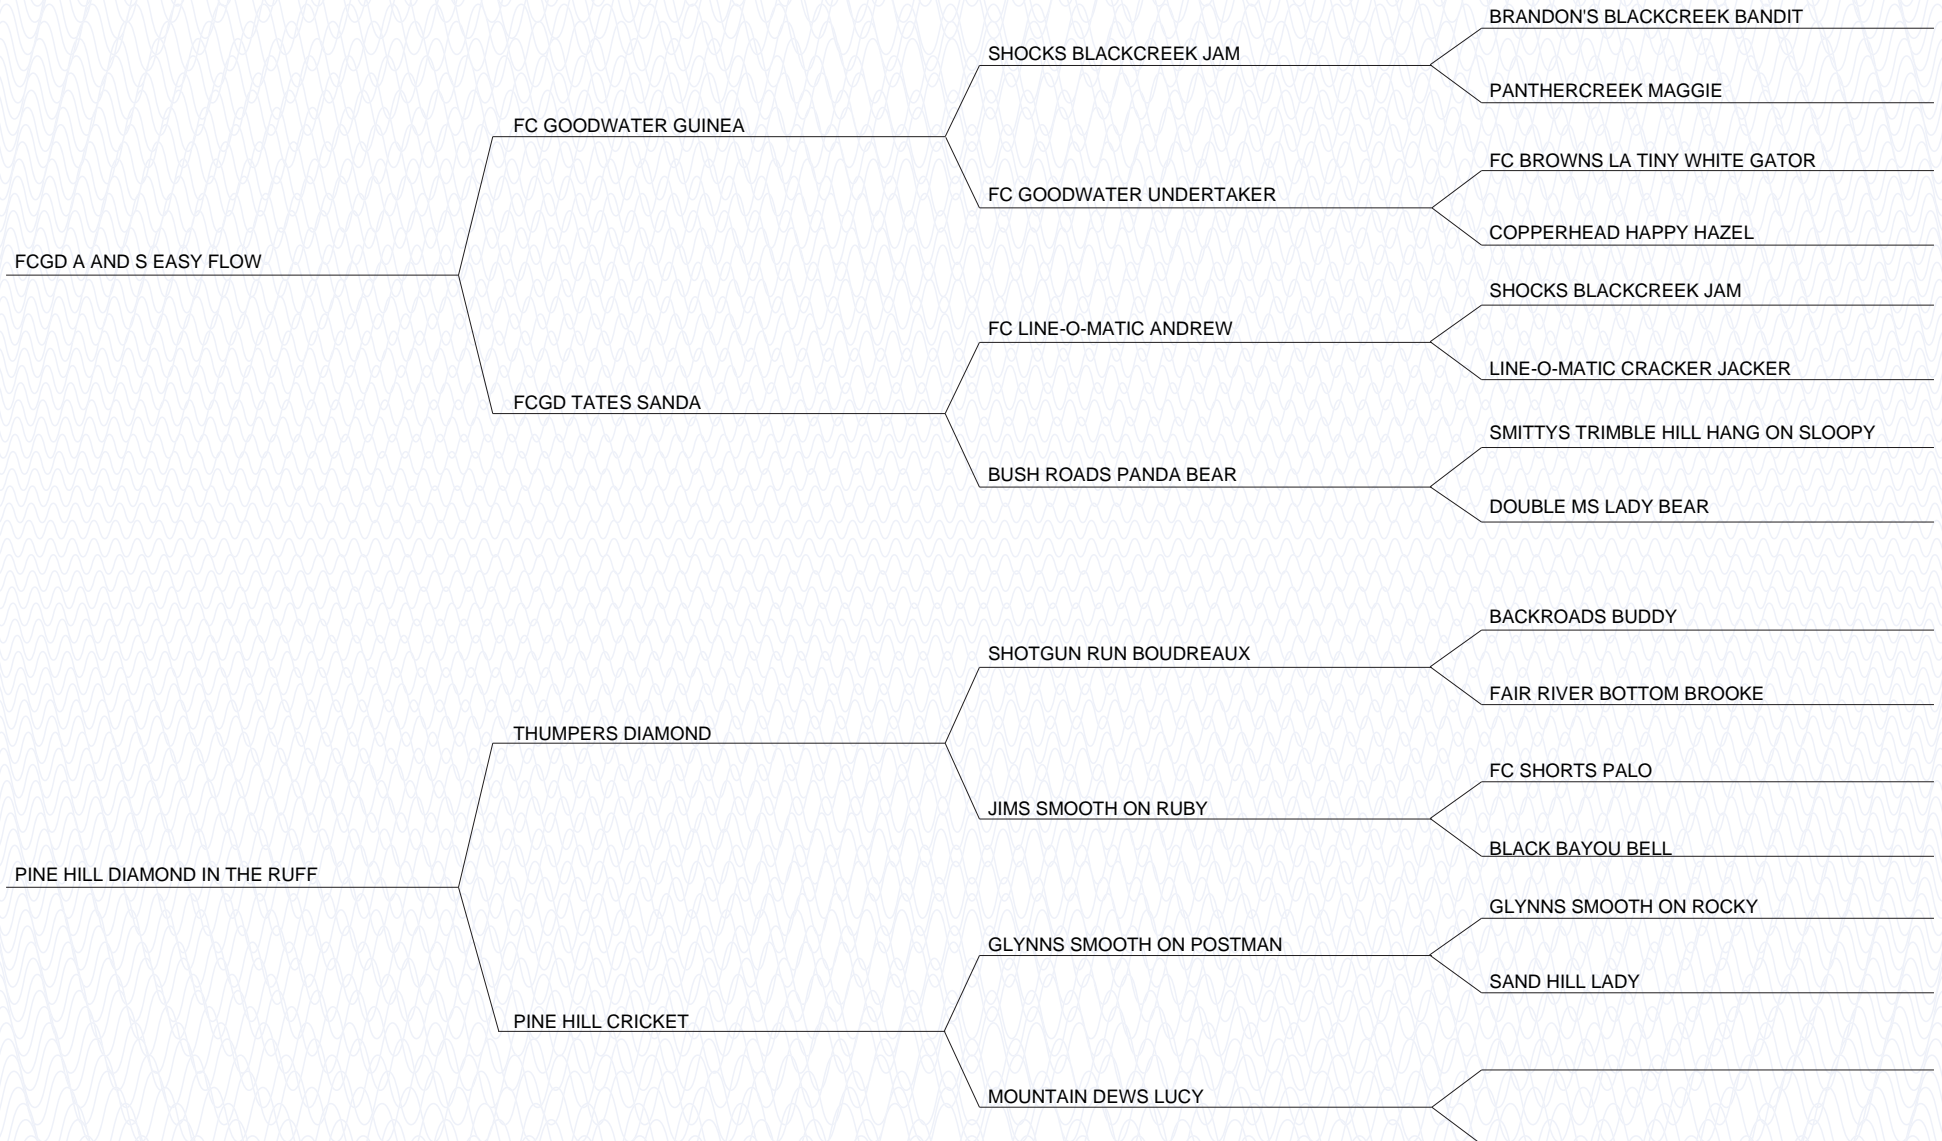 BRANDON'S BLACKCREEK BANDIT
SHOCKS BLACKCREEK JAM
PANTHERCREEK MAGGIE
FC GOODWATER GUINEA
FC BROWNS LA TINY WHITE GATOR
FC GOODWATER UNDERTAKER
COPPERHEAD HAPPY HAZEL
FCGD A AND S EASY FLOW
SHOCKS BLACKCREEK JAM
FC LINE-O-MATIC ANDREW
LINE-O-MATIC CRACKER JACKER
FCGD TATES SANDA
SMITTYS TRIMBLE HILL HANG ON SLOOPY
BUSH ROADS PANDA BEAR
DOUBLE MS LADY BEAR
BACKROADS BUDDY
SHOTGUN RUN BOUDREAUX
FAIR RIVER BOTTOM BROOKE
THUMPERS DIAMOND
FC SHORTS PALO
JIMS SMOOTH ON RUBY
BLACK BAYOU BELL
PINE HILL DIAMOND IN THE RUFF
GLYNNS SMOOTH ON ROCKY
GLYNNS SMOOTH ON POSTMAN
SAND HILL LADY
PINE HILL CRICKET
MOUNTAIN DEWS LUCY